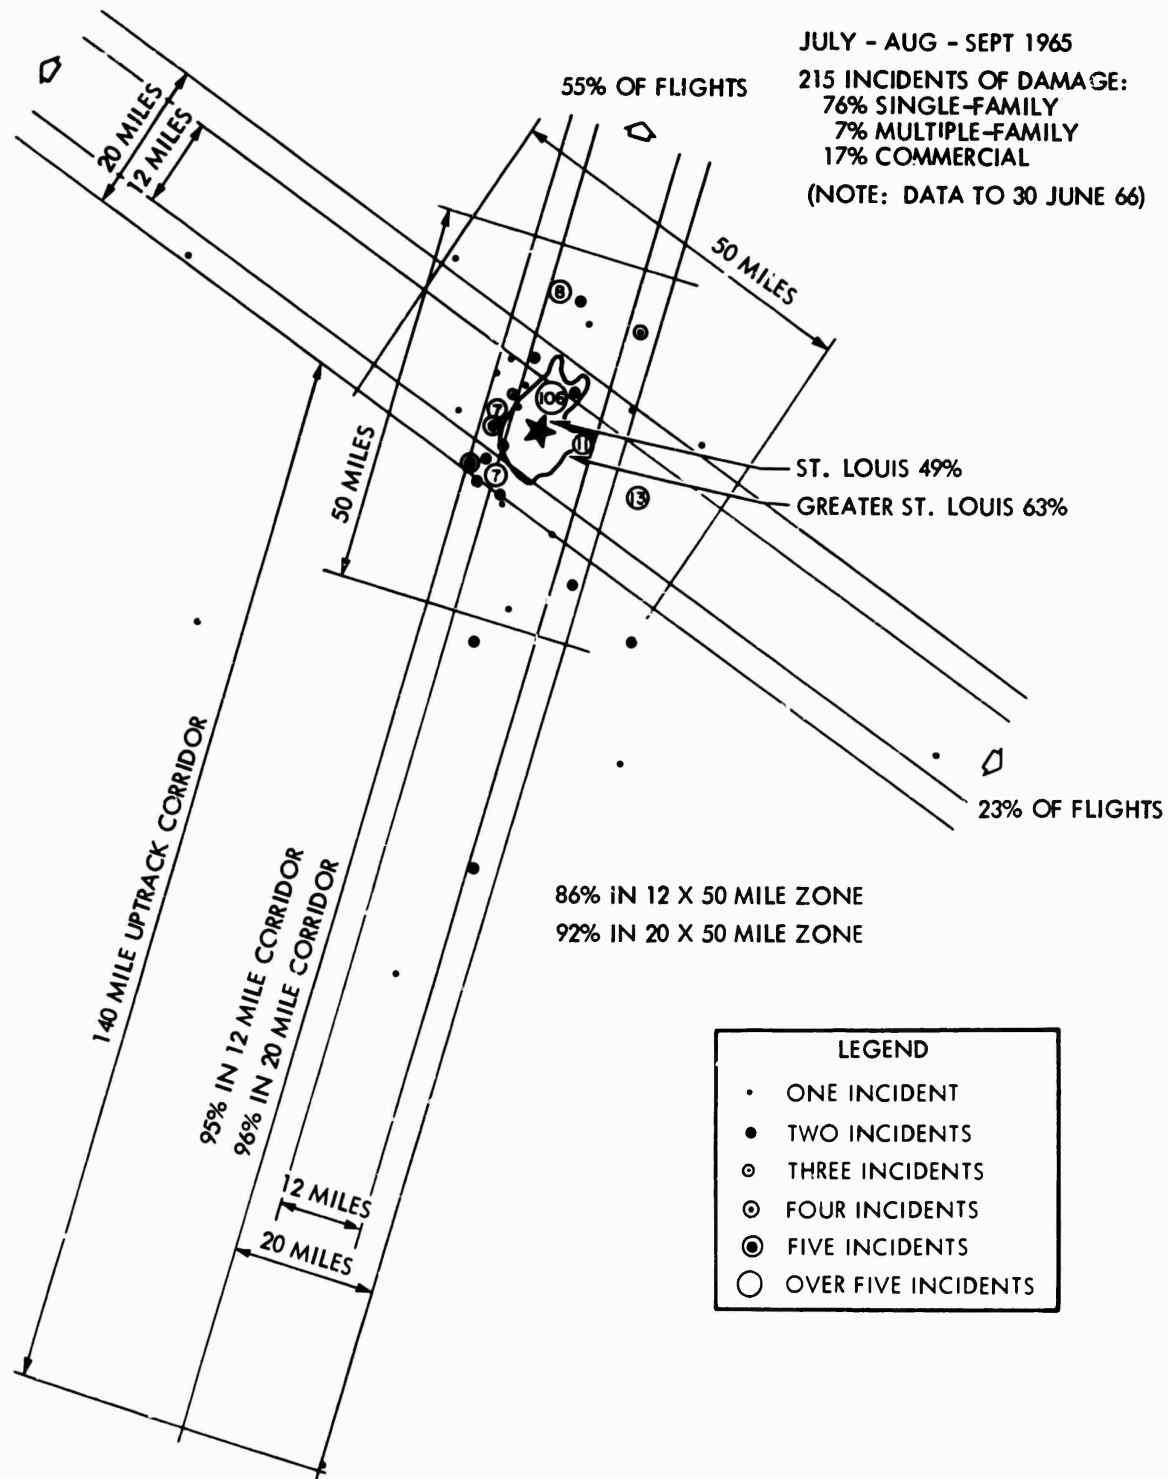 JULY - AUG - SEPT 1965
215 INCIDENTS OF DAMAGE:
76% SINGLE-FAMILY
7% MULTIPLE-FAMILY
17% COMMERCIAL
(NOTE: DATA TO 30 JUNE 66)
55% OF FLIGHTS
20 MILES
12 MILES
50 MILES
8
106
7
11
7
13
50 MILES
ST. LOUIS 49%
GREATER ST. LOUIS 63%
23% OF FLIGHTS
140 MILE UPTRACK CORRIDOR
95% IN 12 MILE CORRIDOR
96% IN 20 MILE CORRIDOR
86% IN 12 X 50 MILE ZONE
92% IN 20 X 50 MILE ZONE
12 MILES
20 MILES
LEGEND
ONE INCIDENT
TWO INCIDENTS
THREE INCIDENTS
FOUR INCIDENTS
FIVE INCIDENTS
OVER FIVE INCIDENTS